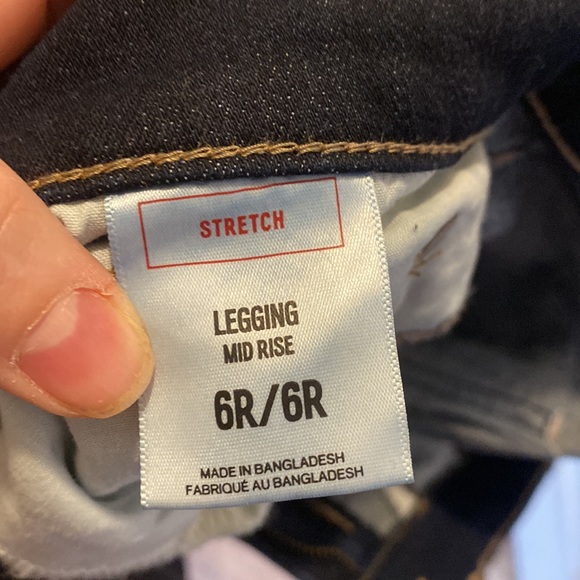 STRETCH
LEGGING
MID RISE
6R/6R
MADE IN BANGLADESH
FABRIQUÉ AU BANGLADESH